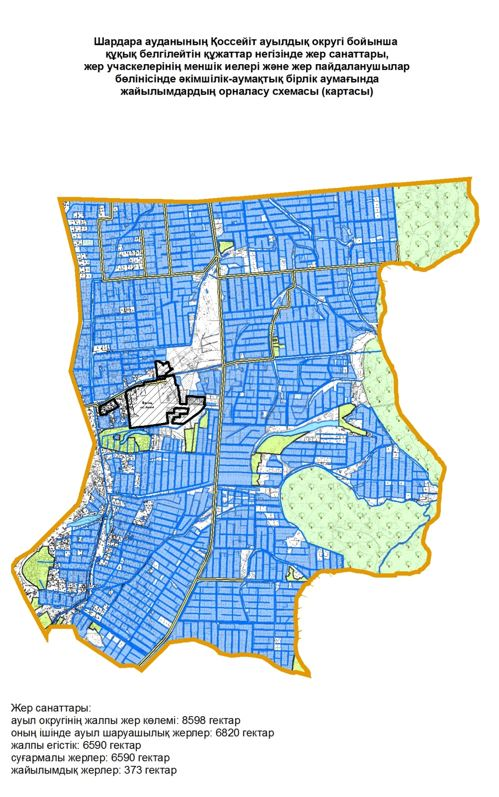 Шардара ауданының Қоссейіт ауылдық округі бойынша
құқық белгілейтін құжаттар негізінде жер санаттары,
жер учаскелерінің меншік иелері және жер пайдаланушылар
бөлінісінде әкімшілік-аумақтық бірлік аумағында
жайылымдардың орналасу схемасы (картасы)
Жер санаттары:
ауыл округінің жалпы жер көлемі: 8598 гектар
оның ішінде ауыл шаруашылық жерлер: 6820 гектар
жалпы егістік: 6590 гектар
суғармалы жерлер: 6590 гектар
жайылымдық жерлер: 373 гектар